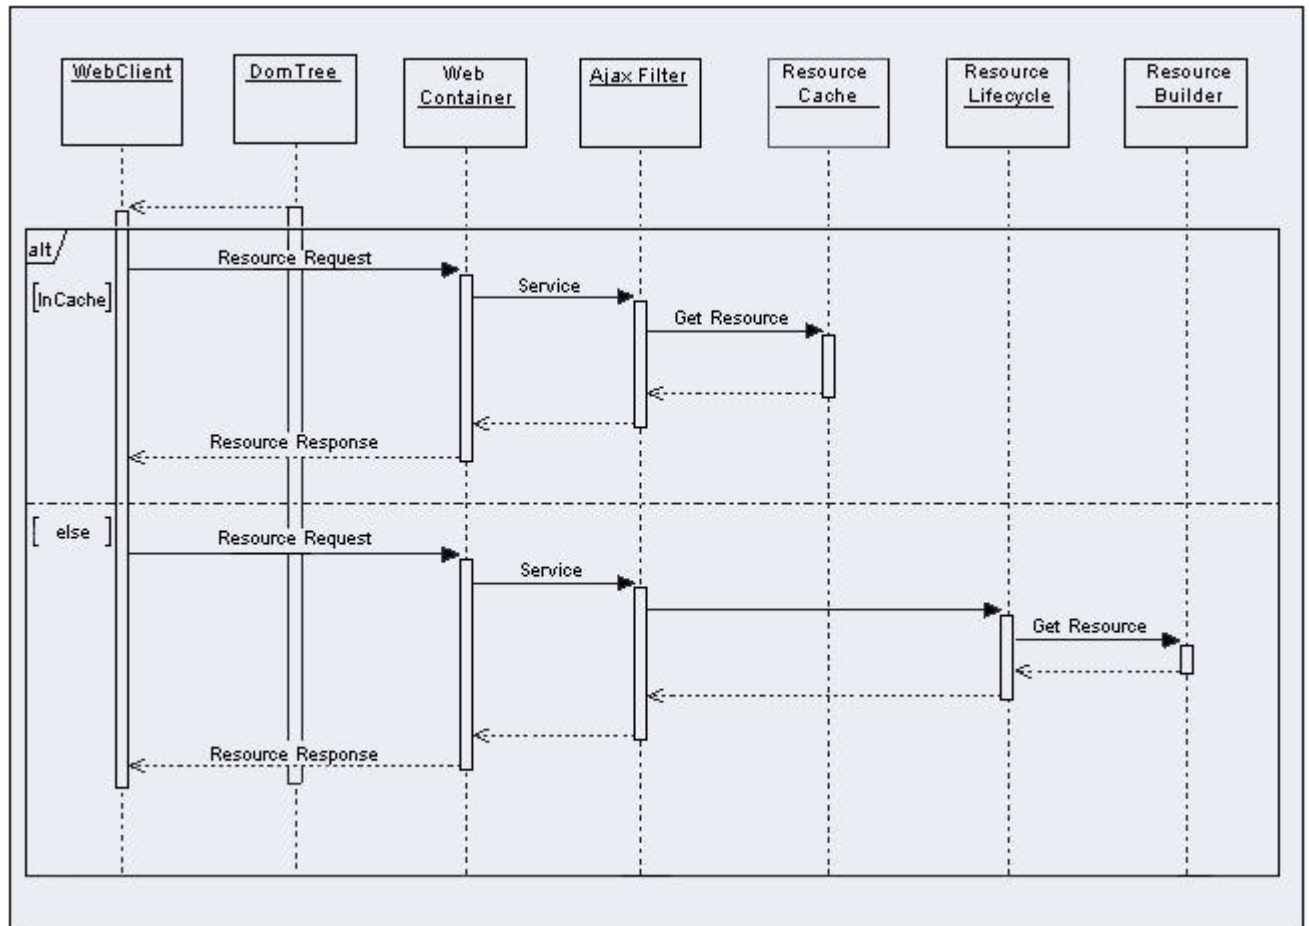 WebClient
DomTree
Web
Container
Ajax Filter
Resource
Cache
Resource
Lifecycle
Resource
Builder
alt
Resource Request
[InCache]
Service
Get Resource
Resource Response
[ else ]
Resource Request
Service
Get Resource
Resource Response